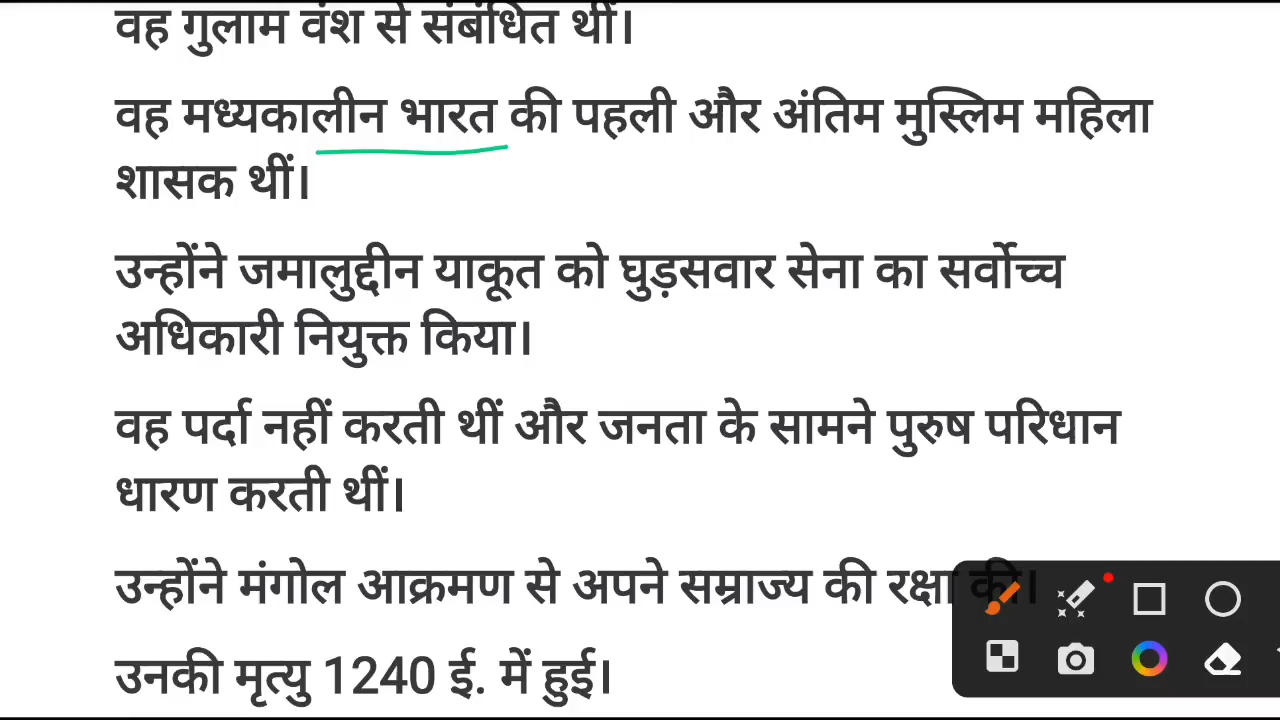 वह गुलाम वंश से संबंधित थीं।
वह मध्यकालीन भारत की पहली और अंतिम मुस्लिम महिला
शासक थीं।
उन्होंने जमालुद्दीन याकूत को घुड़सवार सेना का सर्वोच्च
अधिकारी नियुक्त किया।
वह पर्दा नहीं करती थीं और जनता के सामने पुरुष परिधान
धारण करती थीं।
उन्होंने मंगोल आक्रमण से अपने सम्राज्य की रक्षा की।
उनकी मृत्यु 1240 ई. में हुई।